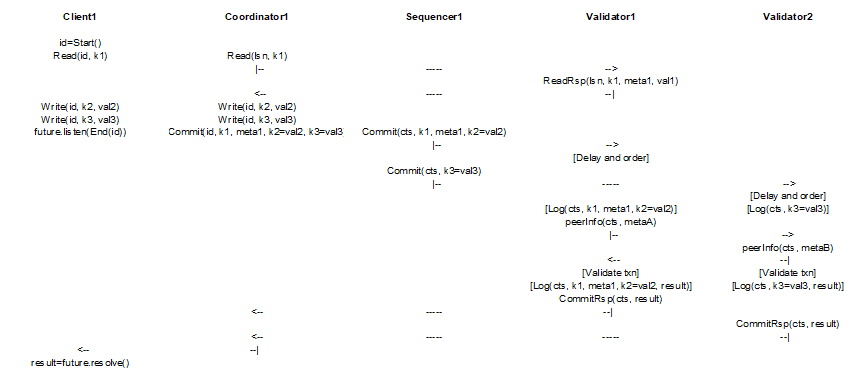 Client1 Coordinator1 Sequencer1 Validator1 Validator2
id=Start()
Read(id, k1) Read(lsn, k1)
|-- ----- -->
ReadRsp(lsn, k1, meta1, val1)
<-- ----- --|
Write(id, k2, val2) Write(id, k2, val2)
Write(id, k3, val3) Write(id, k3, val3)
future.listen(End(id)) Commit(id, k1, meta1, k2=val2, k3=val3 Commit(cts, k1, meta1, k2=val2)
|-- -->
[Delay and order]
Commit(cts, k3=val3)
|-- ----- -->
[Delay and order]
[Log(cts, k1, meta1, k2=val2)] [Log(cts, k3=val3)]
peerInfo(cts, metaA)
|-- -->
peerInfo(cts, metaB)
<-- --|
[Validate txn] [Validate txn]
[Log(cts, k1, meta1, k2=val2, result)] [Log(cts, k3=val3, result)]
CommitRsp(cts, result)
<-- ----- --|
CommitRsp(cts, result)
<-- ----- ----- --|
<-- --|
result=future.resolve()